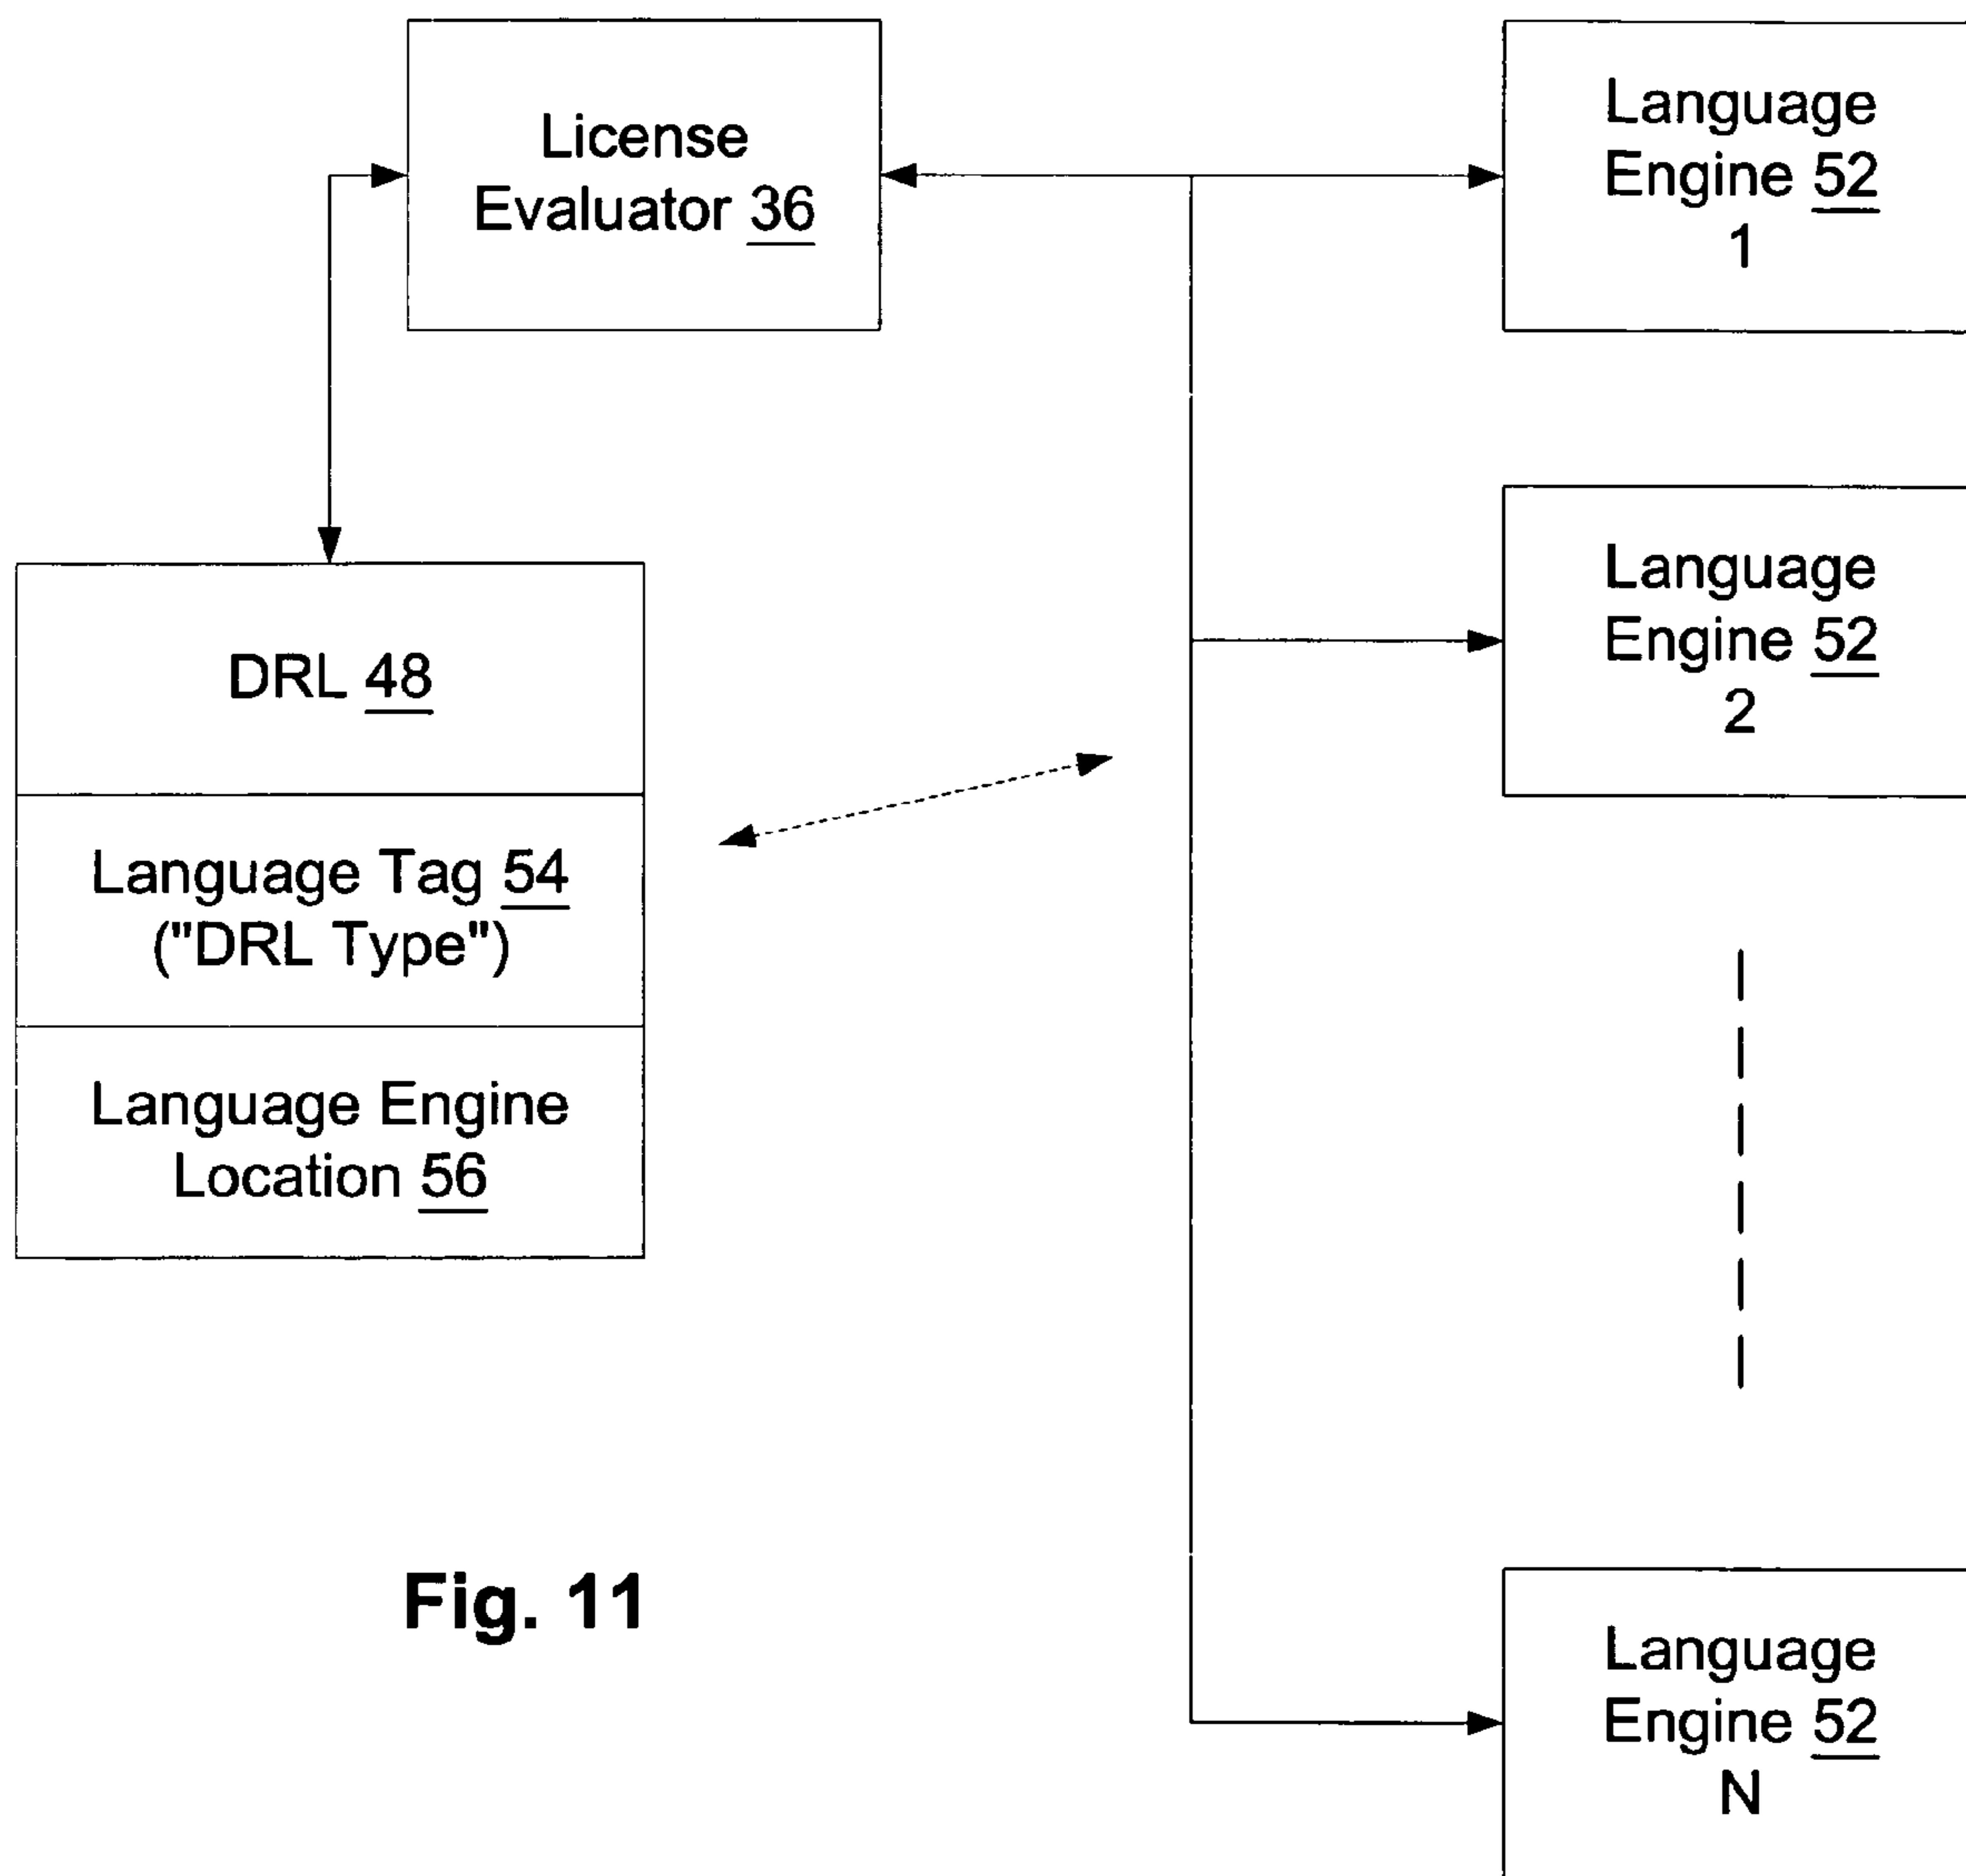 License
Evaluator 36
Language
Engine 52
1
Language
Engine 52
2
DRL 48
Language Tag 54
("DRL Type")
Language Engine
Location 56
Fig. 11
Language
Engine 52
N